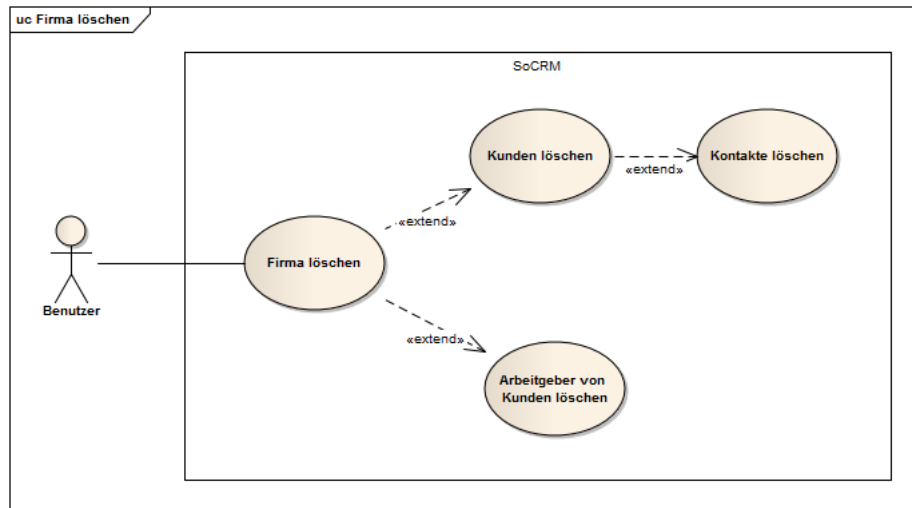 uc Firma löschen
SoCRM
Kunden löschen
Kontakte löschen
«extend»
«extend»
Firma löschen
Benutzer
«extend»
Arbeitgeber von
Kunden löschen